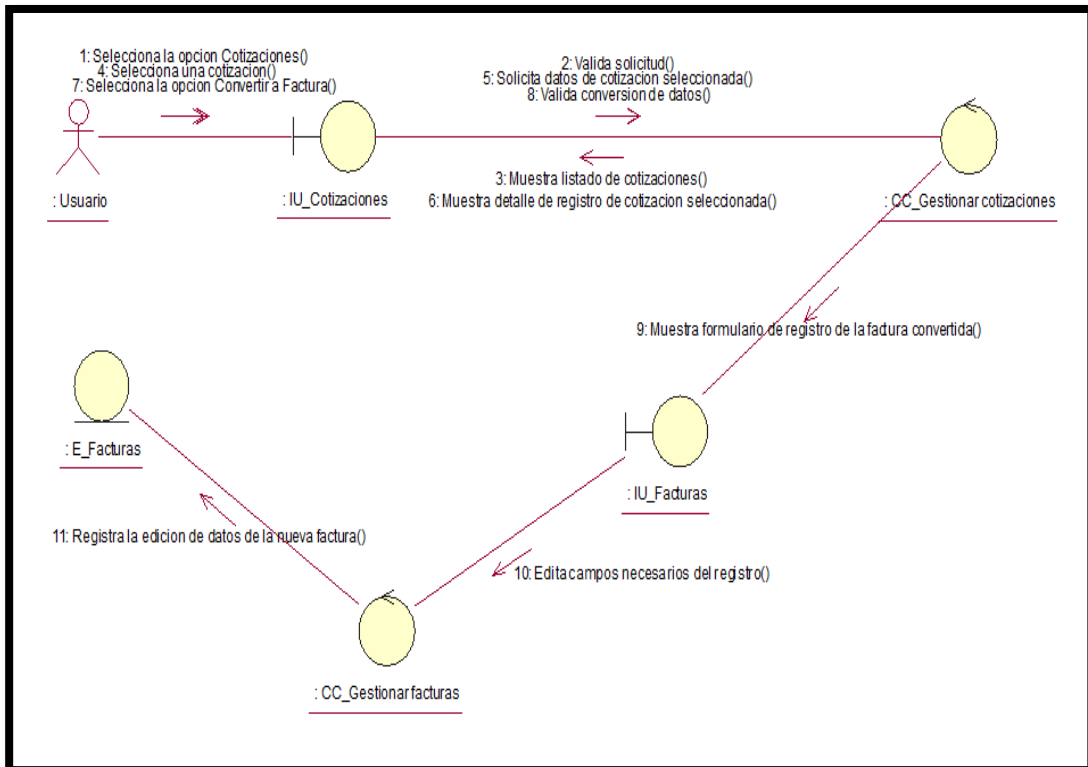 1: Selecciona la opcion Cotizaciones()
4: Selecciona una cotizacion()
7: Selecciona la opcion Convertir a Factura()
2: Valida solicitud()
5: Solicita datos de cotizacion seleccionada()
8: Valida conversion de datos()
3: Muestra listado de cotizaciones()
6: Muestra detalle de registro de cotizacion seleccionada()
: Usuario
: IU_Cotizaciones
: CC_Gestionar cotizaciones
9: Muestra formulario de registro de la factura convertida()
: E_Facturas
: IU_Facturas
11: Registra la edicion de datos de la nueva factura()
10: Edita campos necesarios del registro()
: CC_Gestionar facturas